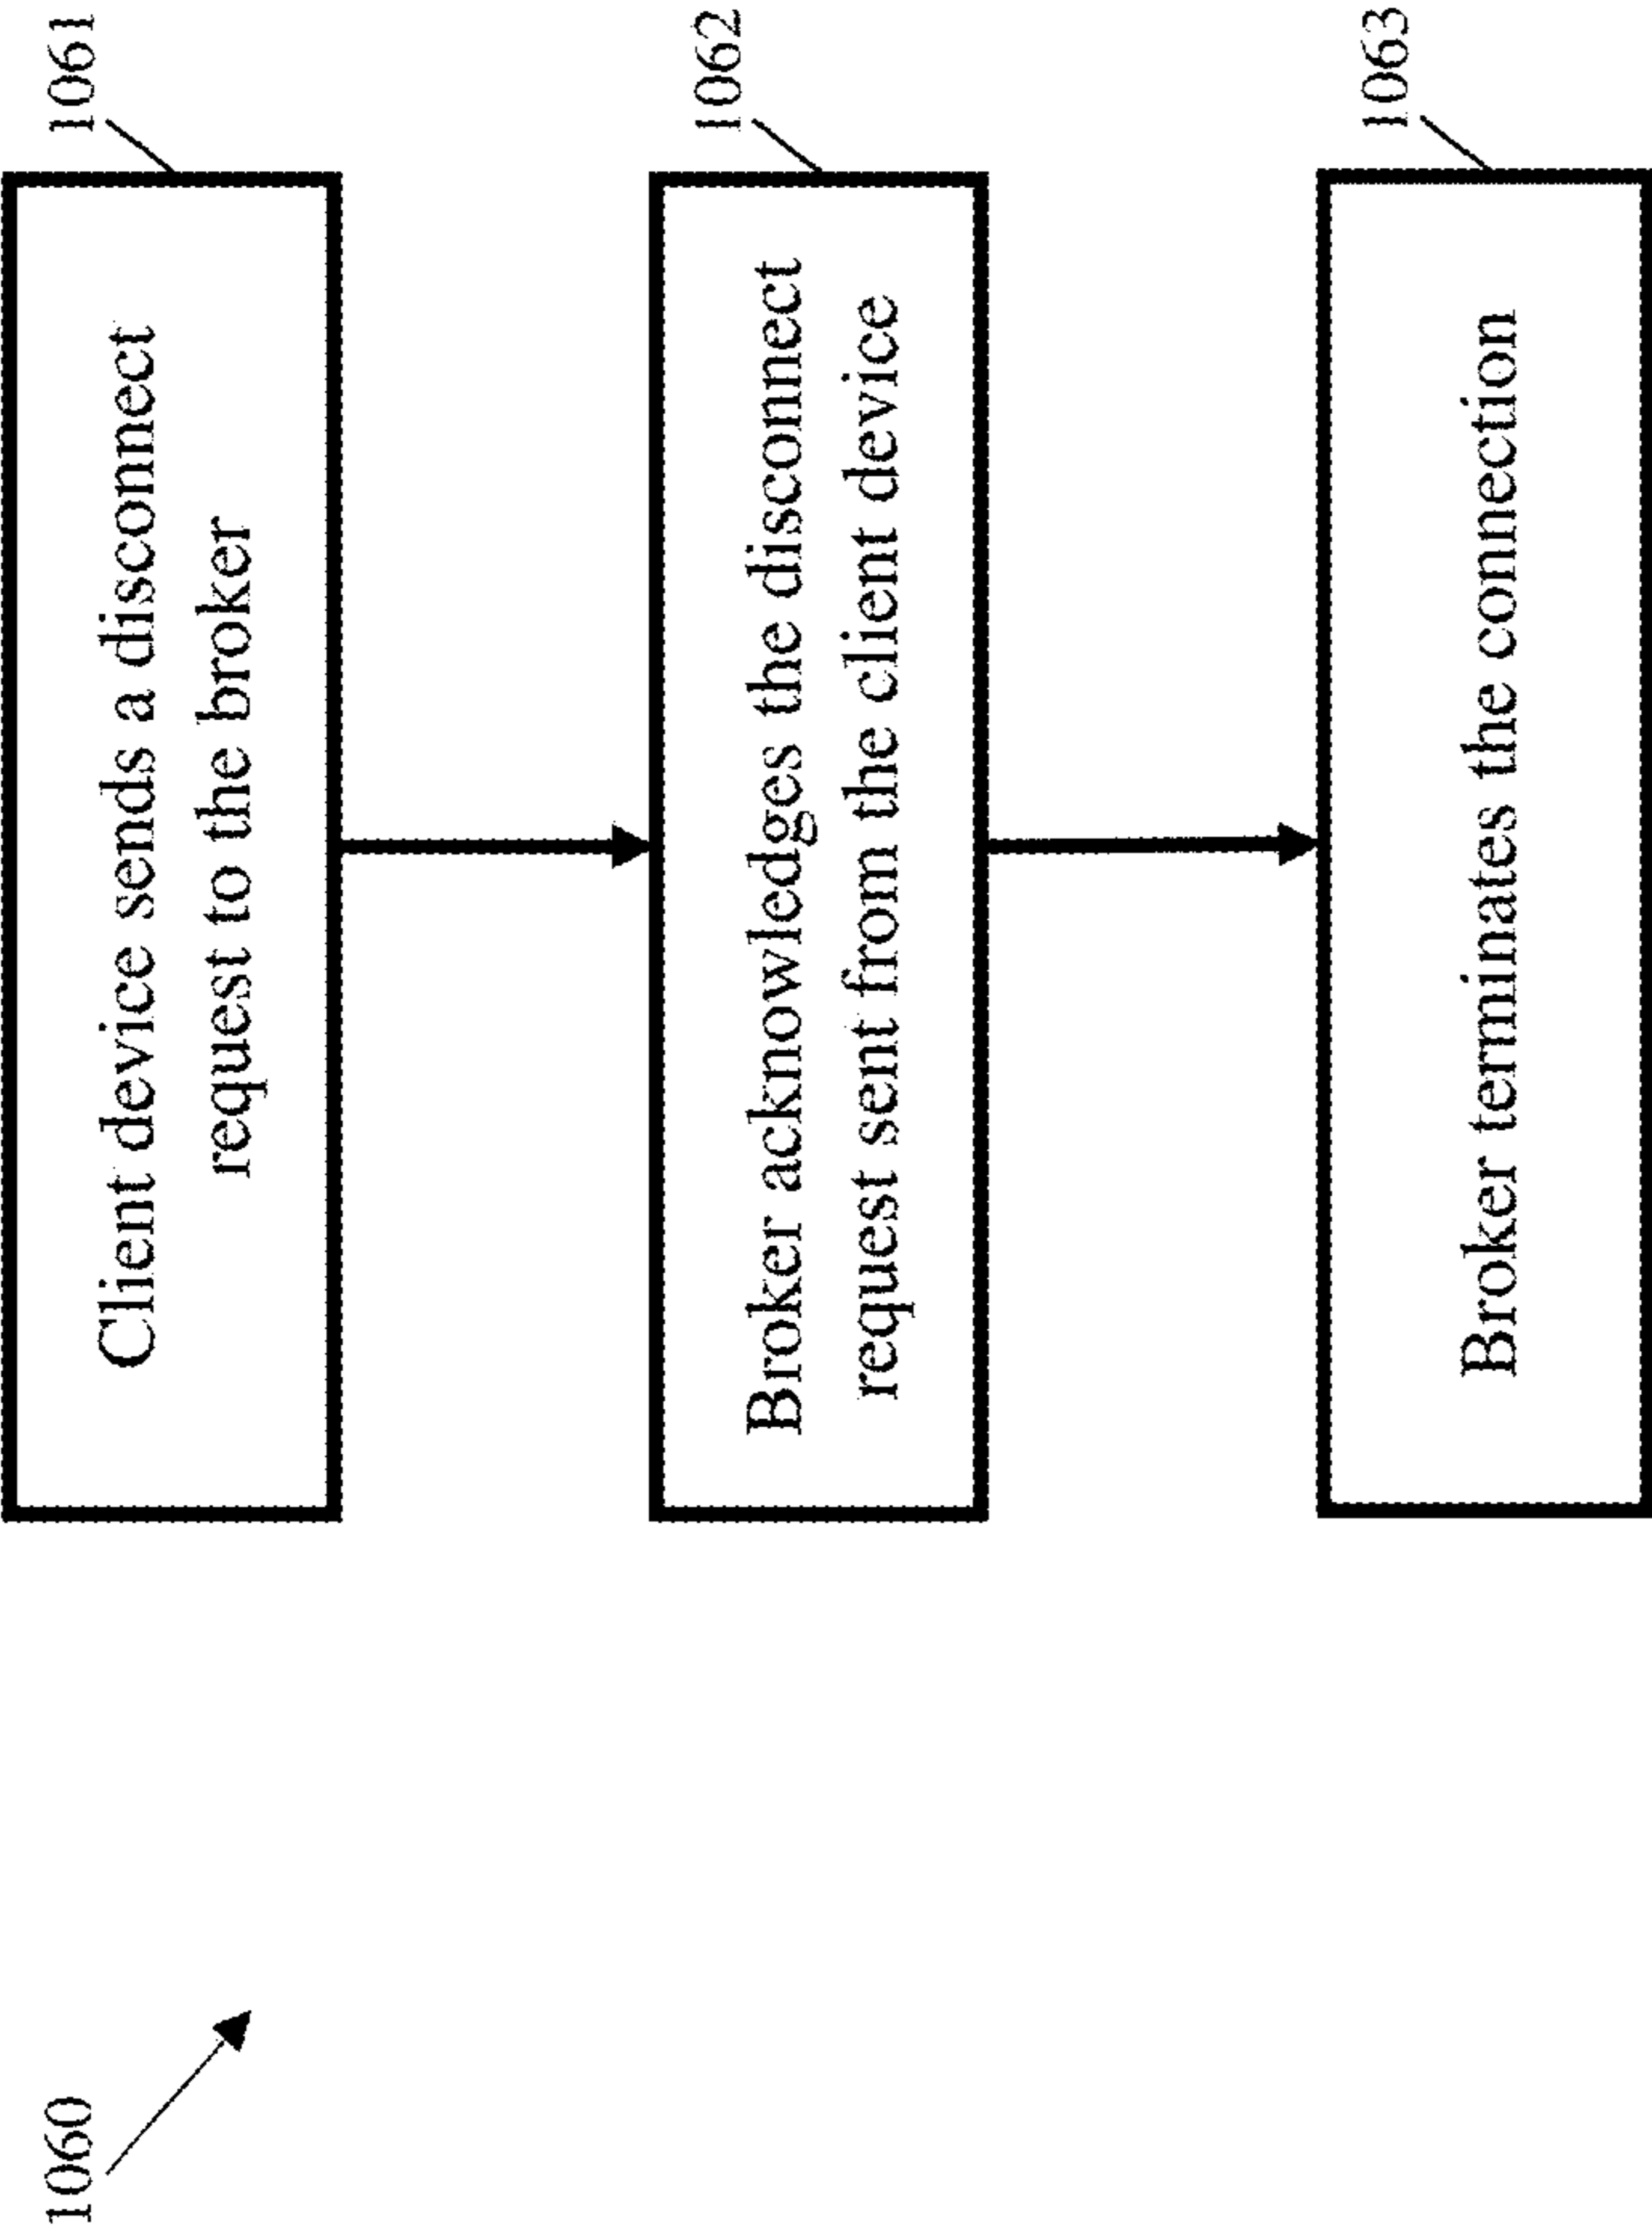 1060
1061
Client device sends a disconnect
request to the broker
1062
Broker acknowledges the disconnect
request sent from the client device
1063
Broker terminates the connection